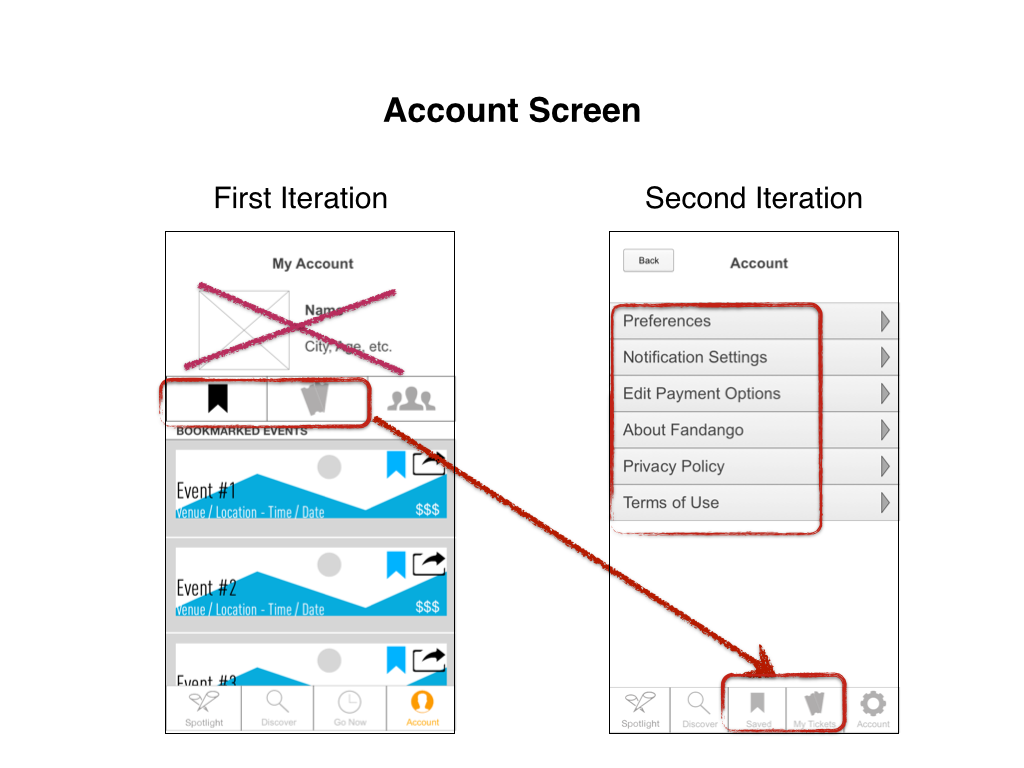 Account Screen
First Iteration
Second Iteration
My Account
Name
City, Age, etc.
BOOKMARKED EVENTS
Event #1
Venue / Location - Time / Date
$$$
Event #2
Venue / Location - Time / Date
$$$
Event #3
Spotlight
Discover
Go Now
Account
Back
Account
Preferences
Notification Settings
Edit Payment Options
About Fandango
Privacy Policy
Terms of Use
Spotlight
Discover
Saved
My Tickets
Account